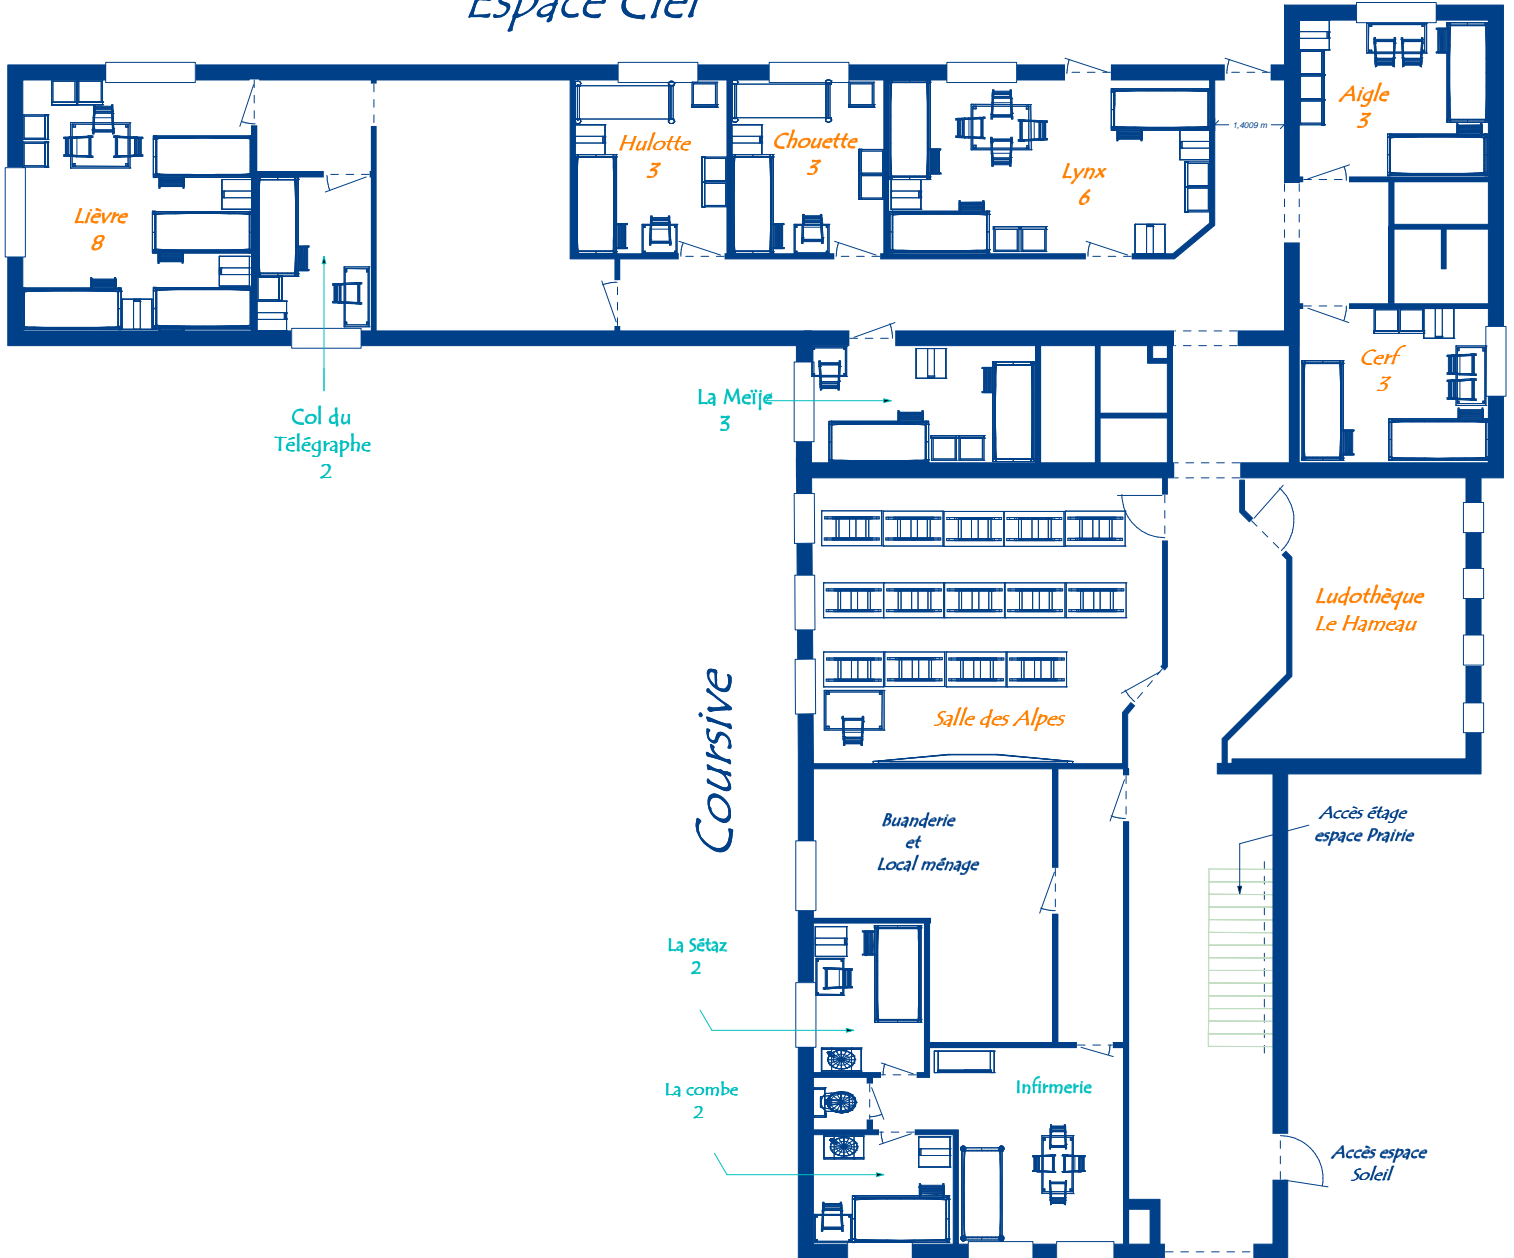 Espace Ciel
Aigle
3
1,4009 m
Hulotte
3
Chouette
3
Lynx
6
Lièvre
8
Cerf
3
La Meïje
3
Col du
Télégraphe
2
Ludothèque
Le Hameau
Salle des Alpes
Coursive
Buanderie
et
Local ménage
Accès étage
espace Prairie
La Sétaz
2
La combe
2
Infirmerie
Accès espace
Soleil